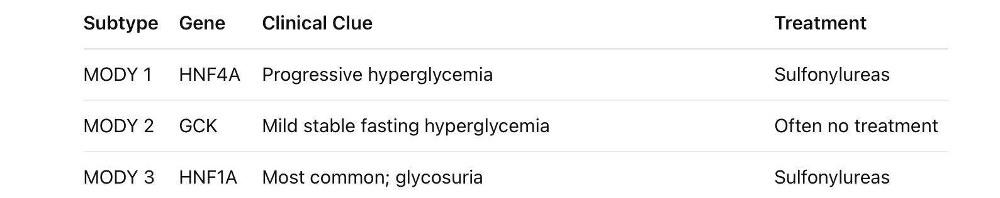 Subtype Gene Clinical Clue Treatment
MODY 1 HNF4A Progressive hyperglycemia Sulfonylureas
MODY 2 GCK Mild stable fasting hyperglycemia Often no treatment
MODY 3 HNF1A Most common; glycosuria Sulfonylureas